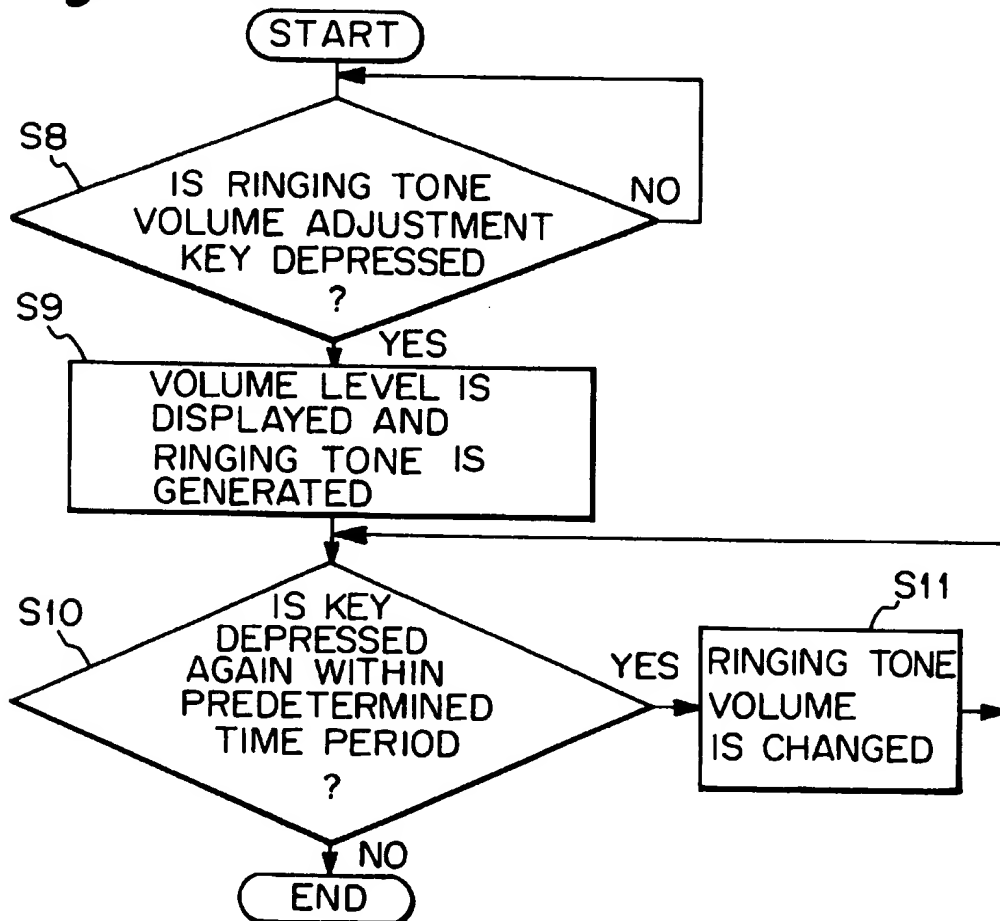 START
S8
IS RINGING TONE
VOLUME ADJUSTMENT
KEY DEPRESSED
?
NO
S9
YES
VOLUME LEVEL IS
DISPLAYED AND
RINGING TONE IS
GENERATED
S10
IS KEY
DEPRESSED
AGAIN WITHIN
PREDETERMINED
TIME PERIOD
?
YES
S11
RINGING TONE
VOLUME
IS CHANGED
NO
END